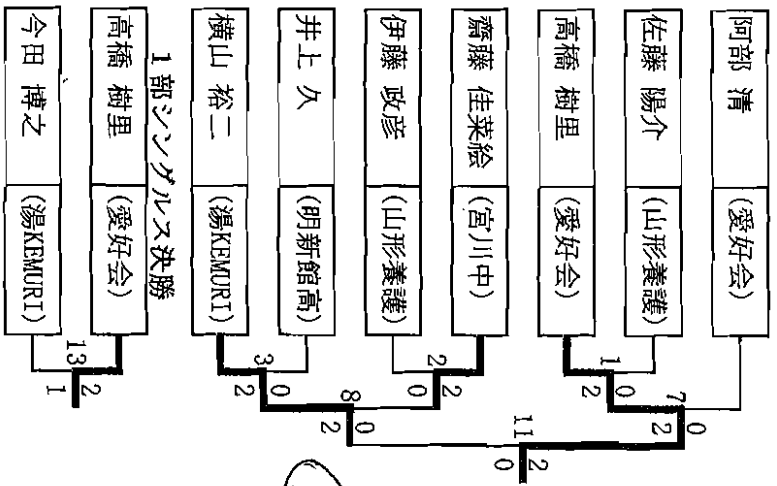 阿部 清 (愛好会)
佐藤 陽介 (山形養護)
高橋 樹里 (愛好会)
齋藤 佳菜絵 (宮川中)
伊藤 政彦 (山形養護)
井上 久 (明新館高)
横山 裕二 (湯KEMURI)
1 0 2
7 0 2
2 2 0
3 0 2
8 0 2
11 2 0
1部シングルス決勝
高橋 樹里 (愛好会)
今田 博之 (湯KEMURI)
13 2 1